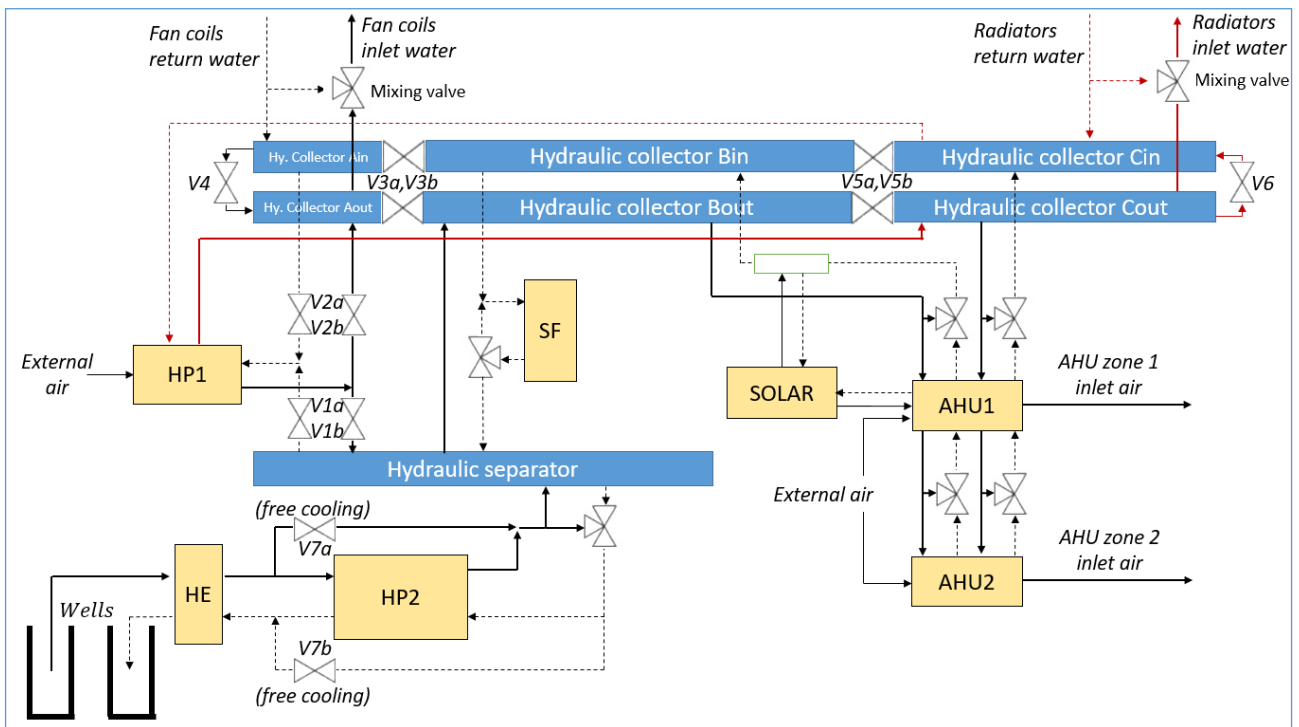 Fan coils
return water
Fan coils
inlet water
Mixing valve
Radiators
return water
Radiators
inlet water
Mixing valve
Hy. Collector Ain
Hydraulic collector Bin
Hydraulic collector Cin
V4
V3a,V3b
V5a,V5b
V6
Hy. Collector Aout
Hydraulic collector Bout
Hydraulic collector Cout
V2a
V2b
SF
External
air
HP1
V1a
V1b
SOLAR
AHU1
AHU zone 1
inlet air
Hydraulic separator
External air
(free cooling)
V7a
HE
HP2
AHU2
AHU zone 2
inlet air
Wells
V7b
(free cooling)